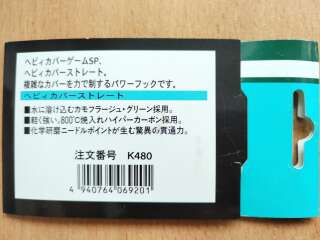 ヘビィカバーゲームSP、
ヘビィカバーストレート。
複雑なカバーを力で制するパワーフックです。
ヘビィカバーストレート
■水に溶け込むカモフラージュ・グリーン採用。
■軽く強い。800℃焼入れハイパーカーボン採用。
■化学研磨ニードルポイントが生む驚異の貫通力。
注文番号 K480
4 940764 069201